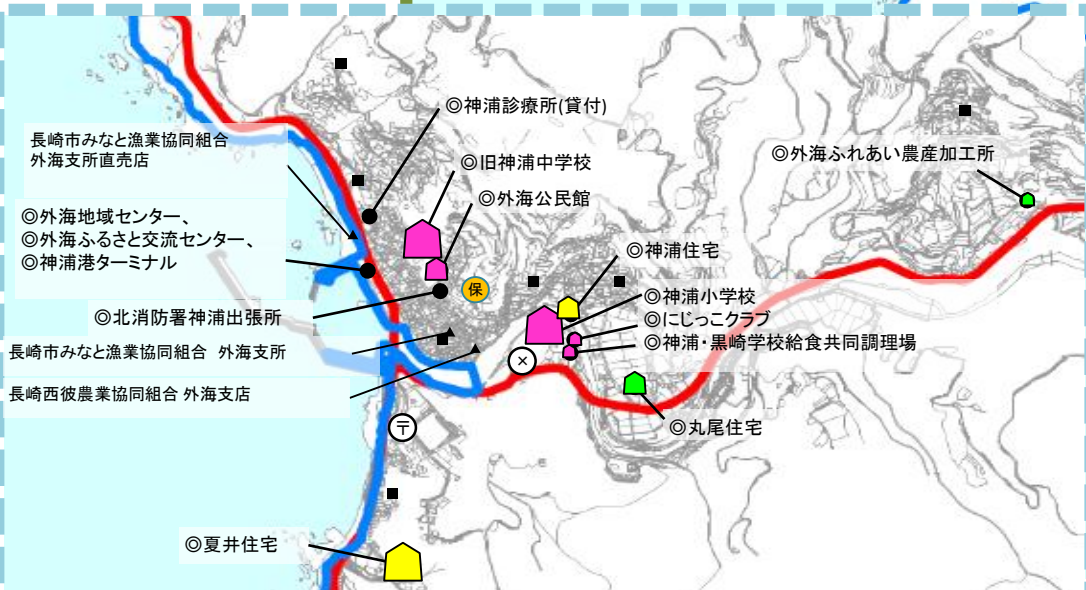 ◎神浦診療所(貸付)
長崎市みなと漁業協同組合
外海支所直売店
◎旧神浦中学校
◎外海ふれあい農産加工所
◎外海公民館
◎外海地域センター、
◎外海ふるさと交流センター、
◎神浦港ターミナル
◎神浦住宅
保
◎神浦小学校
◎北消防署神浦出張所
◎にじっこクラブ
◎神浦・黒崎学校給食共同調理場
長崎市みなと漁業協同組合 外海支所
長崎西彼農業協同組合 外海支店
〒
◎丸尾住宅
◎夏井住宅